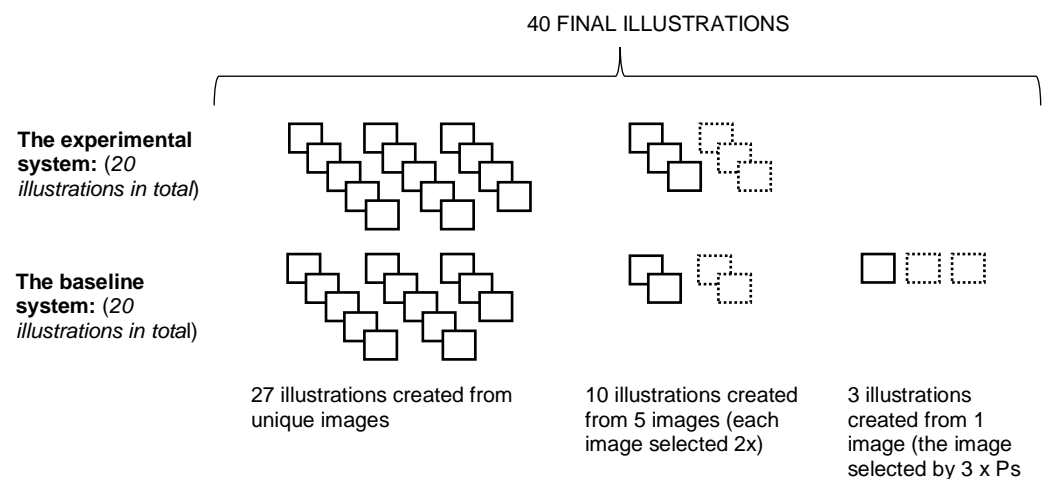 40 FINAL ILLUSTRATIONS
The experimental
system: (20
illustrations in total)
The baseline
system: (20
illustrations in total)
27 illustrations created from
unique images
10 illustrations created
from 5 images (each
image selected 2x)
3 illustrations
created from 1
image (the image
selected by 3 x Ps